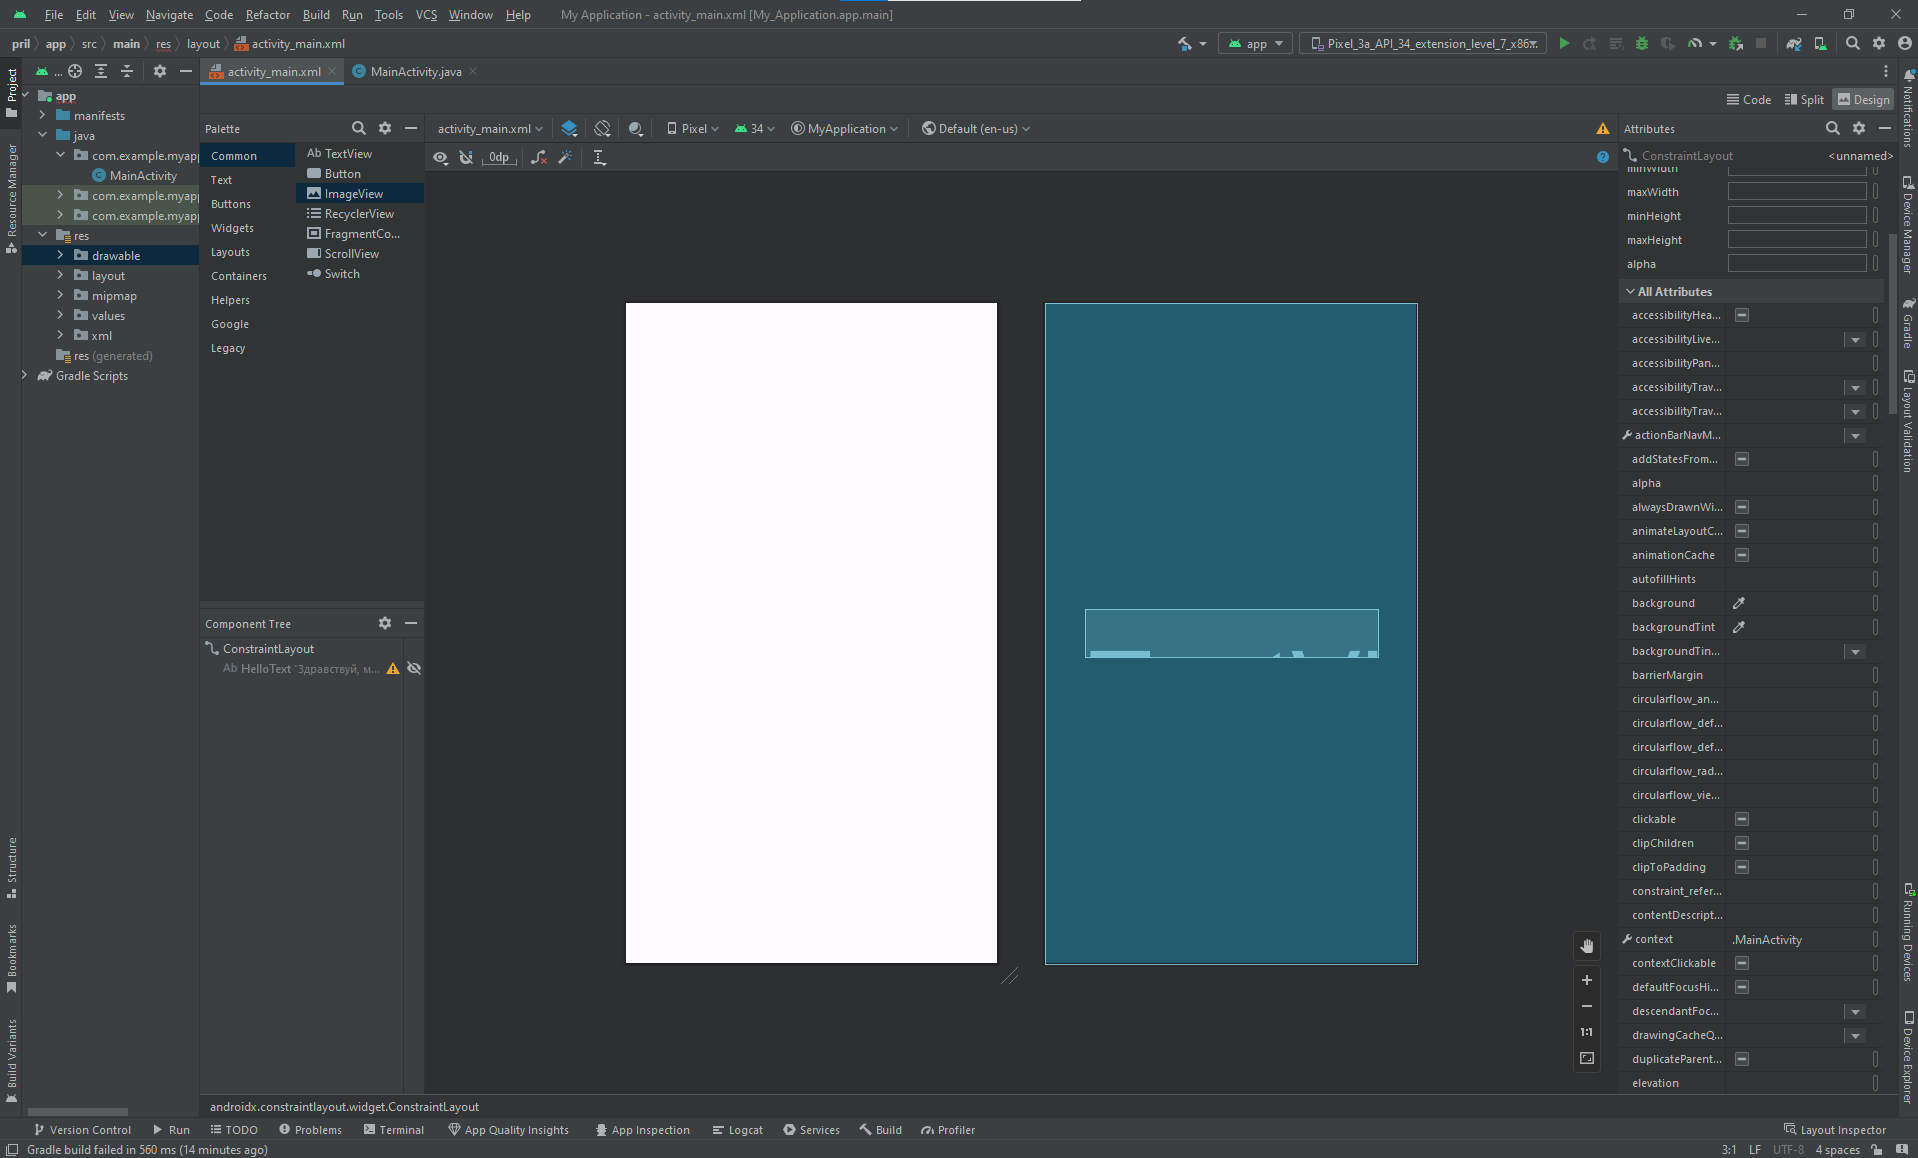 File Edit View Navigate Code Refactor Build Run Tools VCS Window Help My Application - activity_main.xml [My_Application.app.main]
pril app src main res layout activity_main.xml
app Pixel_3a_API_34_extension_level_7_x86...
... activity_main.xml MainActivity.java
Code Split Design
Project
Resource Manager
Structure
Bookmarks
Build Variants
app
manifests
java
com.example.myapp
MainActivity
com.example.myapp
com.example.myapp
res
drawable
layout
mipmap
values
xml
res (generated)
Gradle Scripts
Palette
Common
Text
Buttons
Widgets
Layouts
Containers
Helpers
Google
Legacy
Ab TextView
Button
ImageView
RecyclerView
FragmentCo...
ScrollView
Switch
Component Tree
ConstraintLayout
Ab HelloText "Здравствуй, м...
activity_main.xml Pixel 34 MyApplication Default (en-us)
0dp
1:1
Attributes
ConstraintLayout <unnamed>
minWidth
maxWidth
minHeight
maxHeight
alpha
All Attributes
accessibilityHea...
accessibilityLive...
accessibilityPan...
accessibilityTrav...
accessibilityTrav...
actionBarNavM...
addStatesFrom...
alpha
alwaysDrawnWi...
animateLayoutC...
animationCache
autofillHints
background
backgroundTint
backgroundTin...
barrierMargin
circularflow_an...
circularflow_def...
circularflow_def...
circularflow_rad...
circularflow_vie...
clickable
clipChildren
clipToPadding
constraint_refer...
contentDescript...
context .MainActivity
contextClickable
defaultFocusHi...
descendantFoc...
drawingCacheQ...
duplicateParent...
elevation
Notifications
Device Manager
Gradle
Layout Validation
Running Devices
Device Explorer
androidx.constraintlayout.widget.ConstraintLayout
Version Control Run TODO Problems Terminal App Quality Insights App Inspection Logcat Services Build Profiler Layout Inspector
Gradle build failed in 560 ms (14 minutes ago) 3:1 LF UTF-8 4 spaces